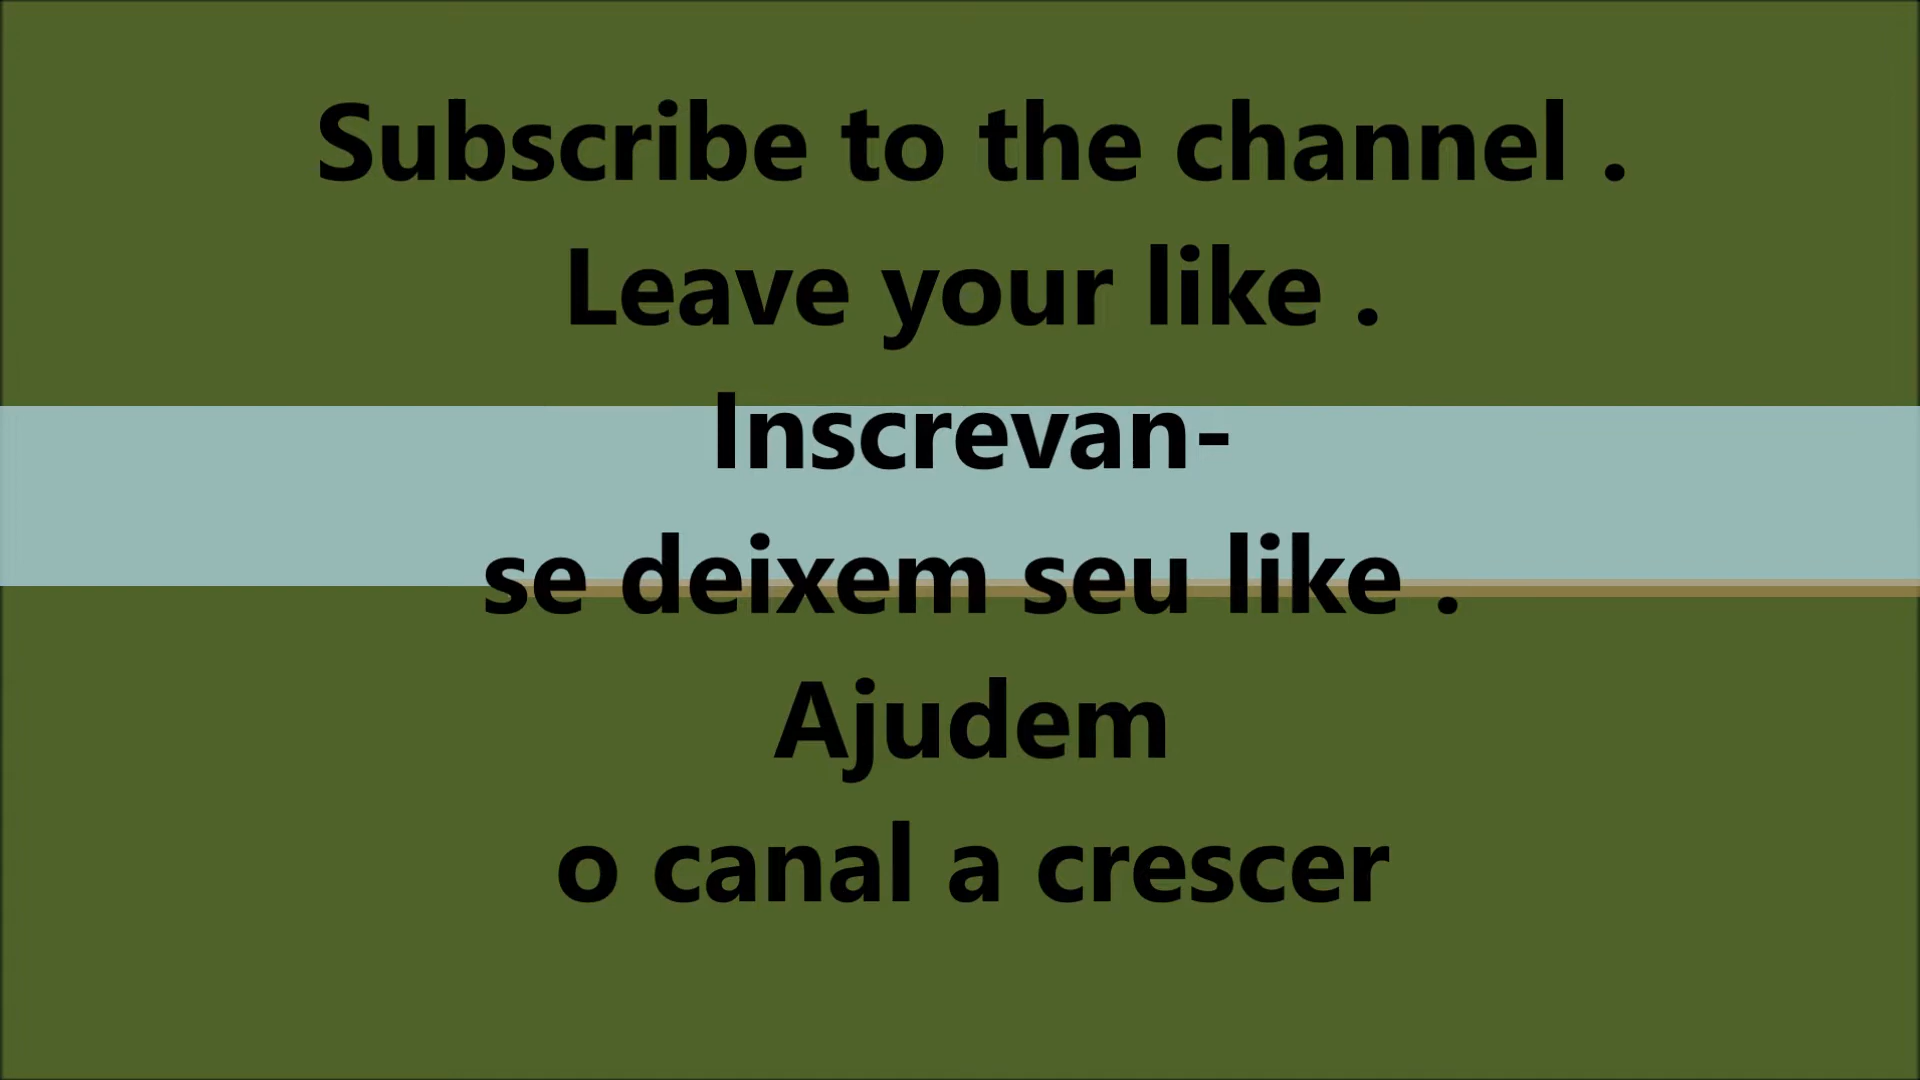 Subscribe to the channel .
Leave your like .
Inscrevan-
se deixem seu like .
Ajudem
o canal a crescer